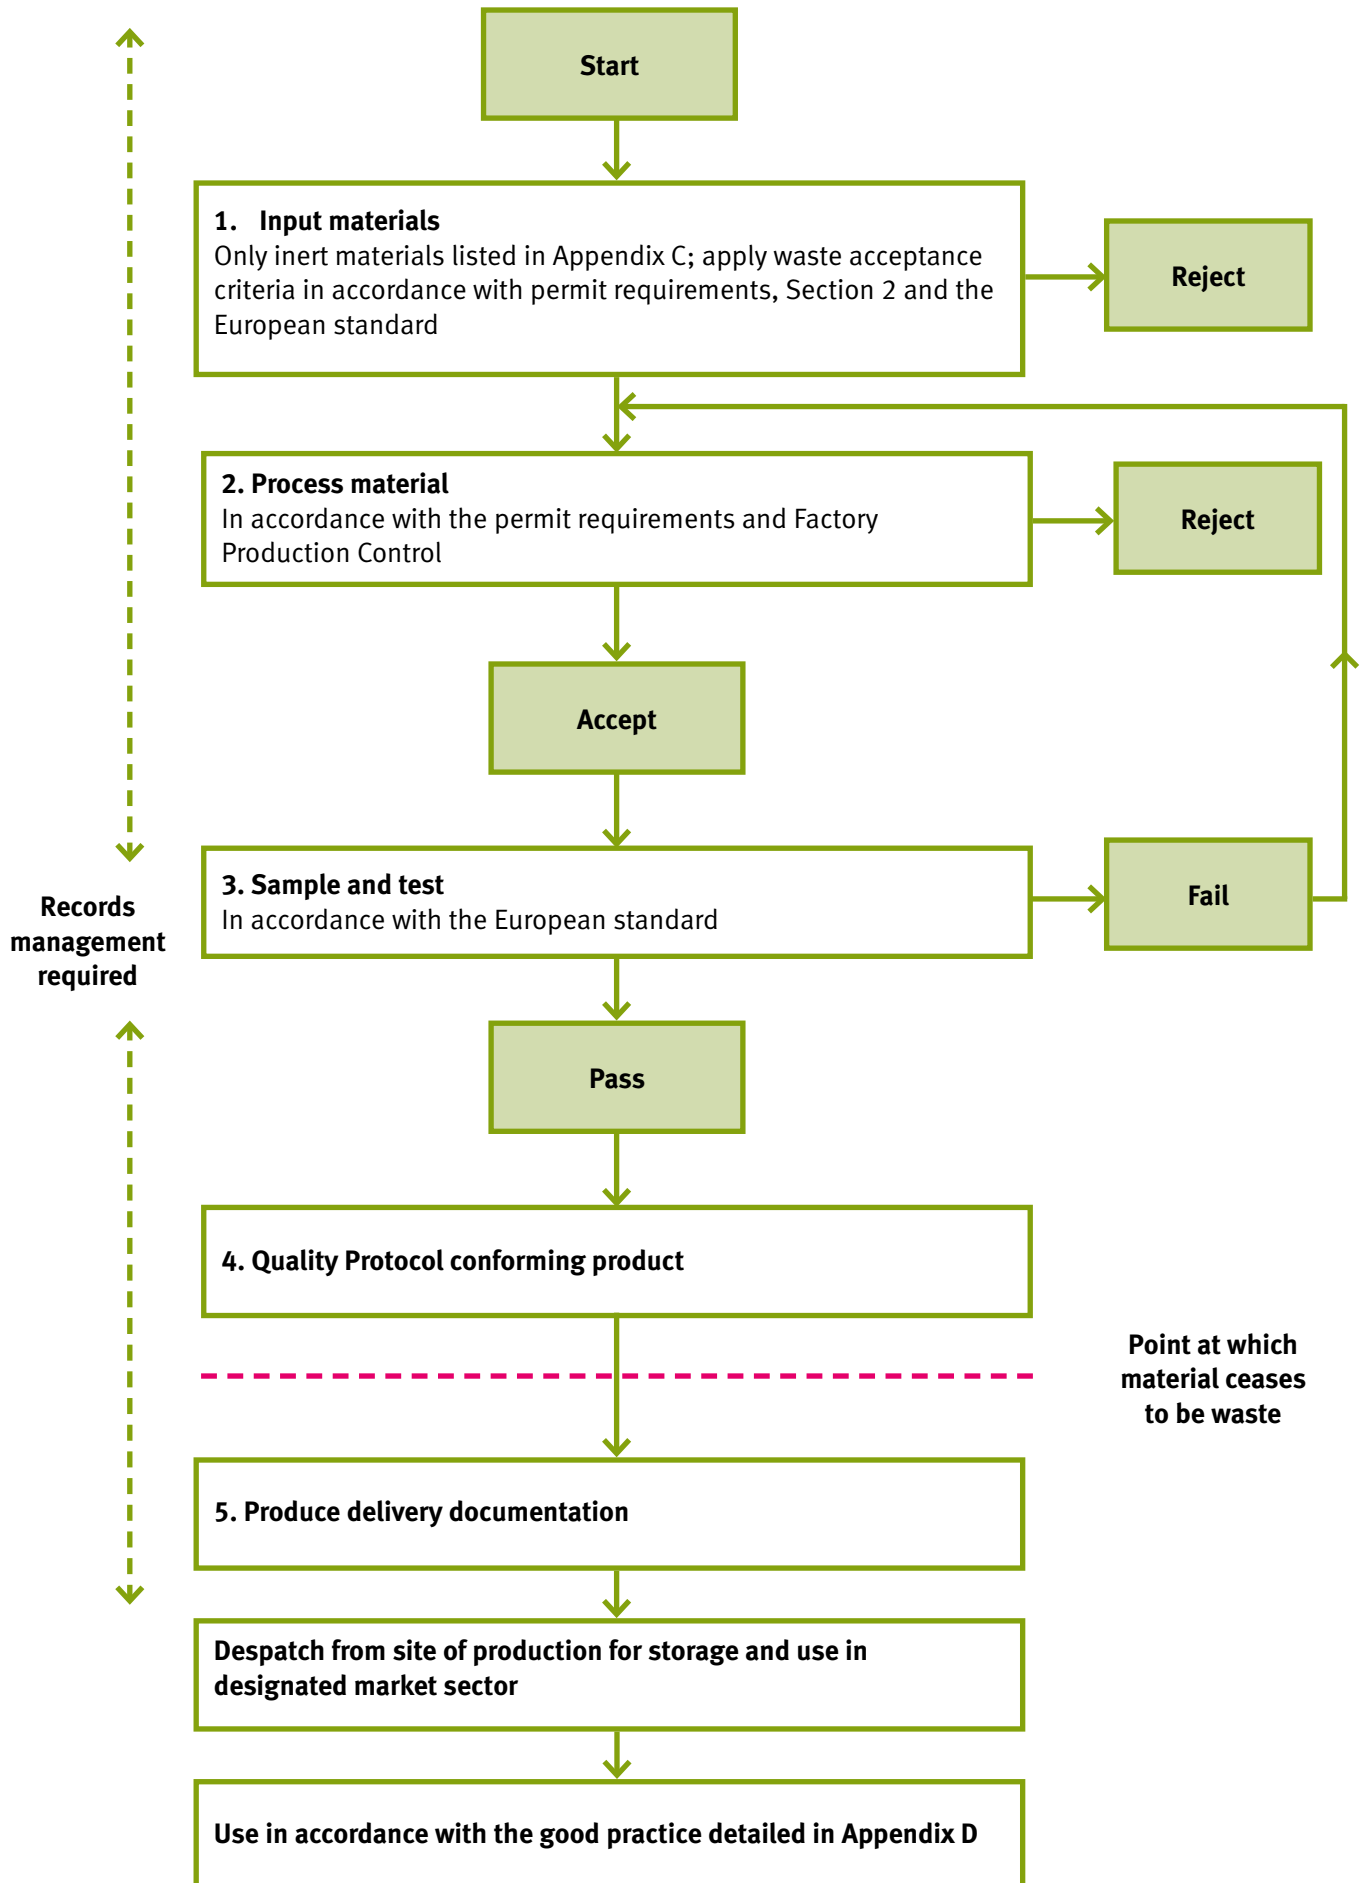 Start
1. Input materials
Only inert materials listed in Appendix C; apply waste acceptance
criteria in accordance with permit requirements, Section 2 and the
European standard
Reject
2. Process material
In accordance with the permit requirements and Factory
Production Control
Reject
Accept
3. Sample and test
In accordance with the European standard
Fail
Records
management
required
Pass
4. Quality Protocol conforming product
Point at which
material ceases
to be waste
5. Produce delivery documentation
Despatch from site of production for storage and use in
designated market sector
Use in accordance with the good practice detailed in Appendix D